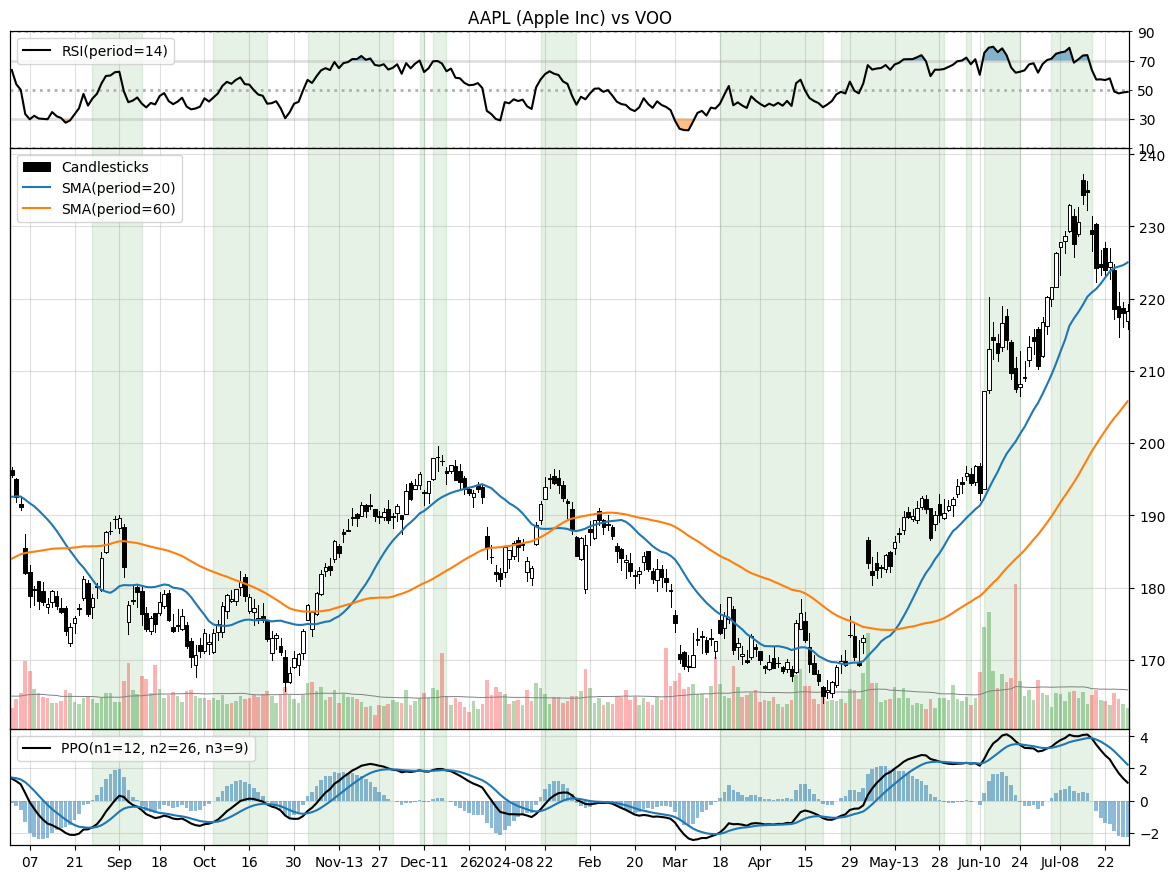 AAPL (Apple Inc) vs VOO
RSI(period=14)
90
70
50
30
10
Candlesticks
SMA(period=20)
SMA(period=60)
240
230
220
210
200
190
180
170
PPO(n1=12, n2=26, n3=9)
4
2
0
−2
07 21 Sep 18 Oct 16 30 Nov-13 27 Dec-11 26 2024-08 22 Feb 20 Mar 18 Apr 15 29 May-13 28 Jun-10 24 Jul-08 22